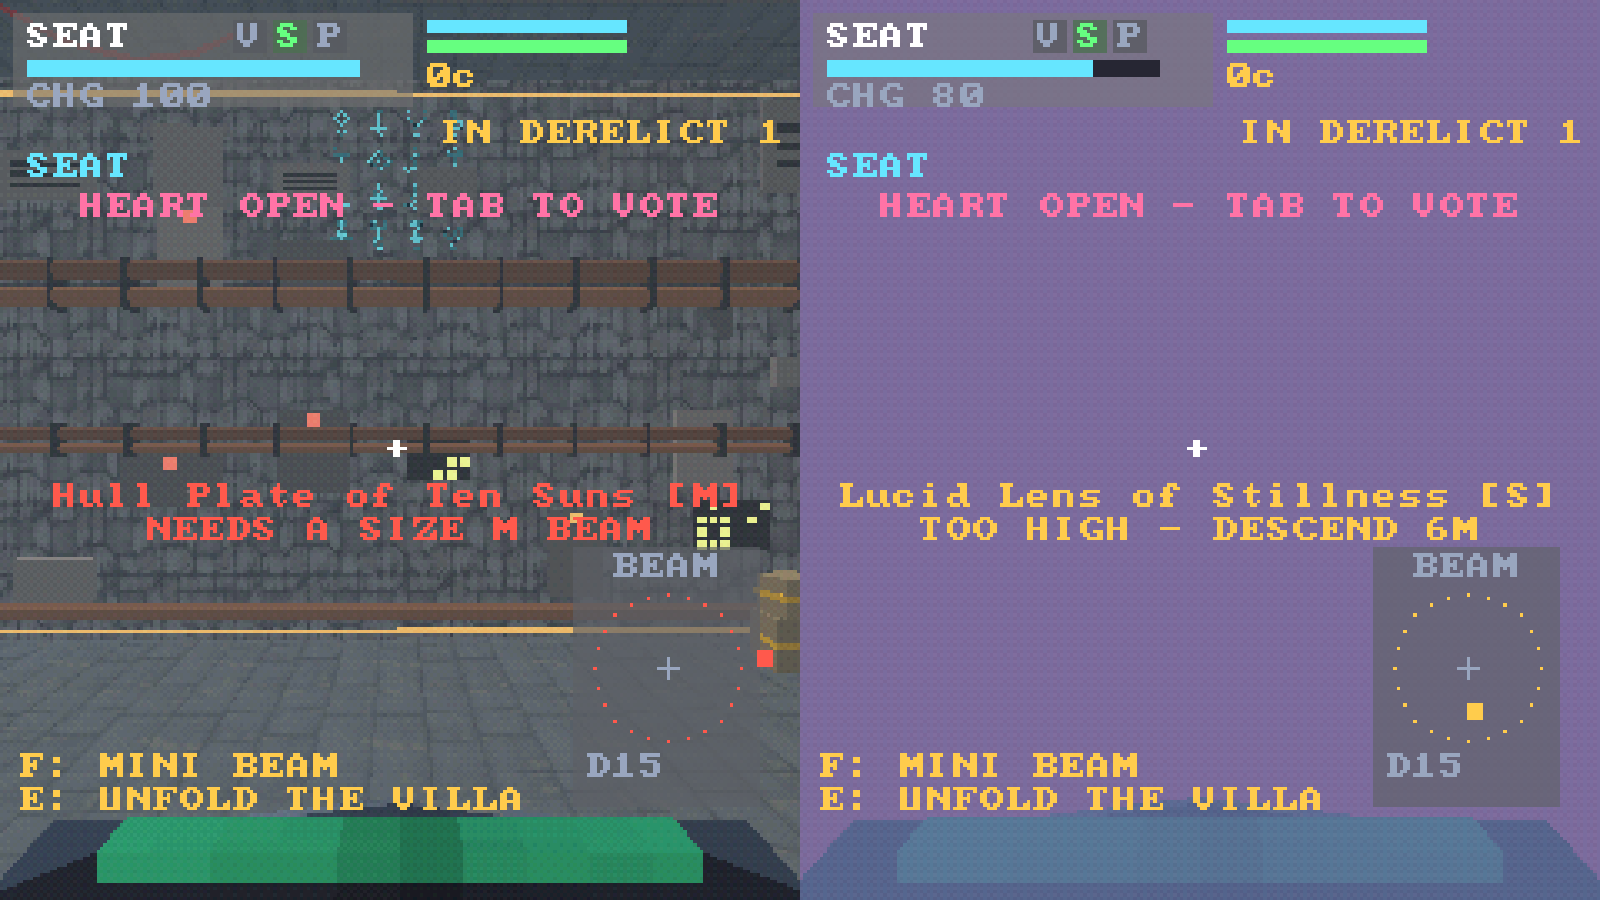 SEAT V S P
0c
CHG 100
IN DERELICT 1
SEAT
HEART OPEN - TAB TO VOTE
Hull Plate of Ten Suns [M]
NEEDS A SIZE M BEAM
BEAM
D15
F: MINI BEAM
E: UNFOLD THE VILLA
SEAT V S P
0c
CHG 80
IN DERELICT 1
SEAT
HEART OPEN - TAB TO VOTE
Lucid Lens of Stillness [S]
TOO HIGH - DESCEND 6M
BEAM
D15
F: MINI BEAM
E: UNFOLD THE VILLA